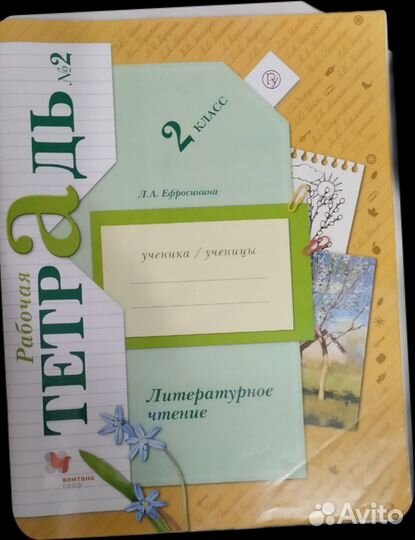 Рабочая
ТЕТРаДЬ №2
2 КЛАСС
Л.А. Ефросинина
ученика / ученицы
Литературное
чтение
вентана
граф
Avito